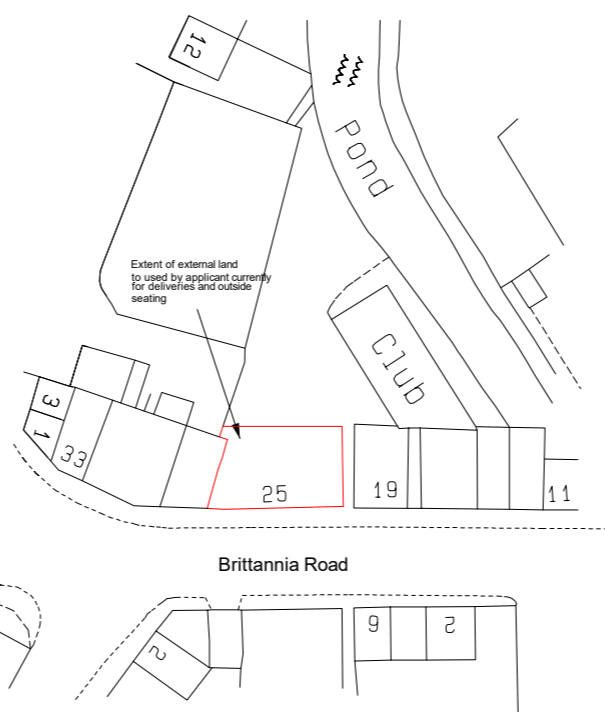 12
Pond
Extent of external land
to used by applicant currently
for deliveries and outside
seating
Club
3
1
33
25
19
11
Brittannia Road
2
6
2